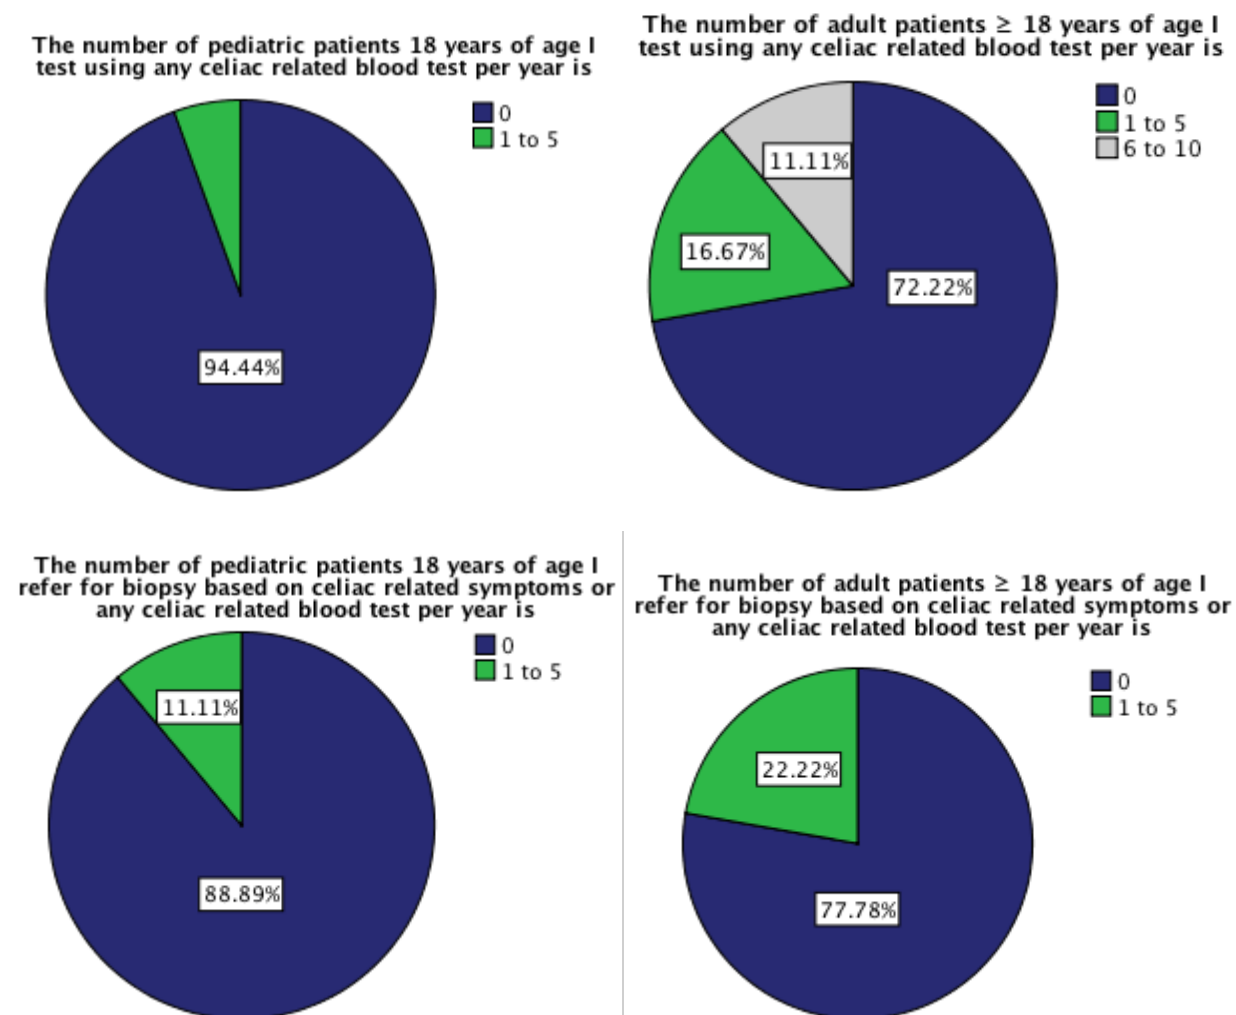 The number of pediatric patients 18 years of age I
test using any celiac related blood test per year is
0
1 to 5
94.44%
The number of adult patients ≥ 18 years of age I
test using any celiac related blood test per year is
0
1 to 5
6 to 10
11.11%
16.67%
72.22%
The number of pediatric patients 18 years of age I
refer for biopsy based on celiac related symptoms or
any celiac related blood test per year is
0
1 to 5
11.11%
88.89%
The number of adult patients ≥ 18 years of age I
refer for biopsy based on celiac related symptoms or
any celiac related blood test per year is
0
1 to 5
22.22%
77.78%